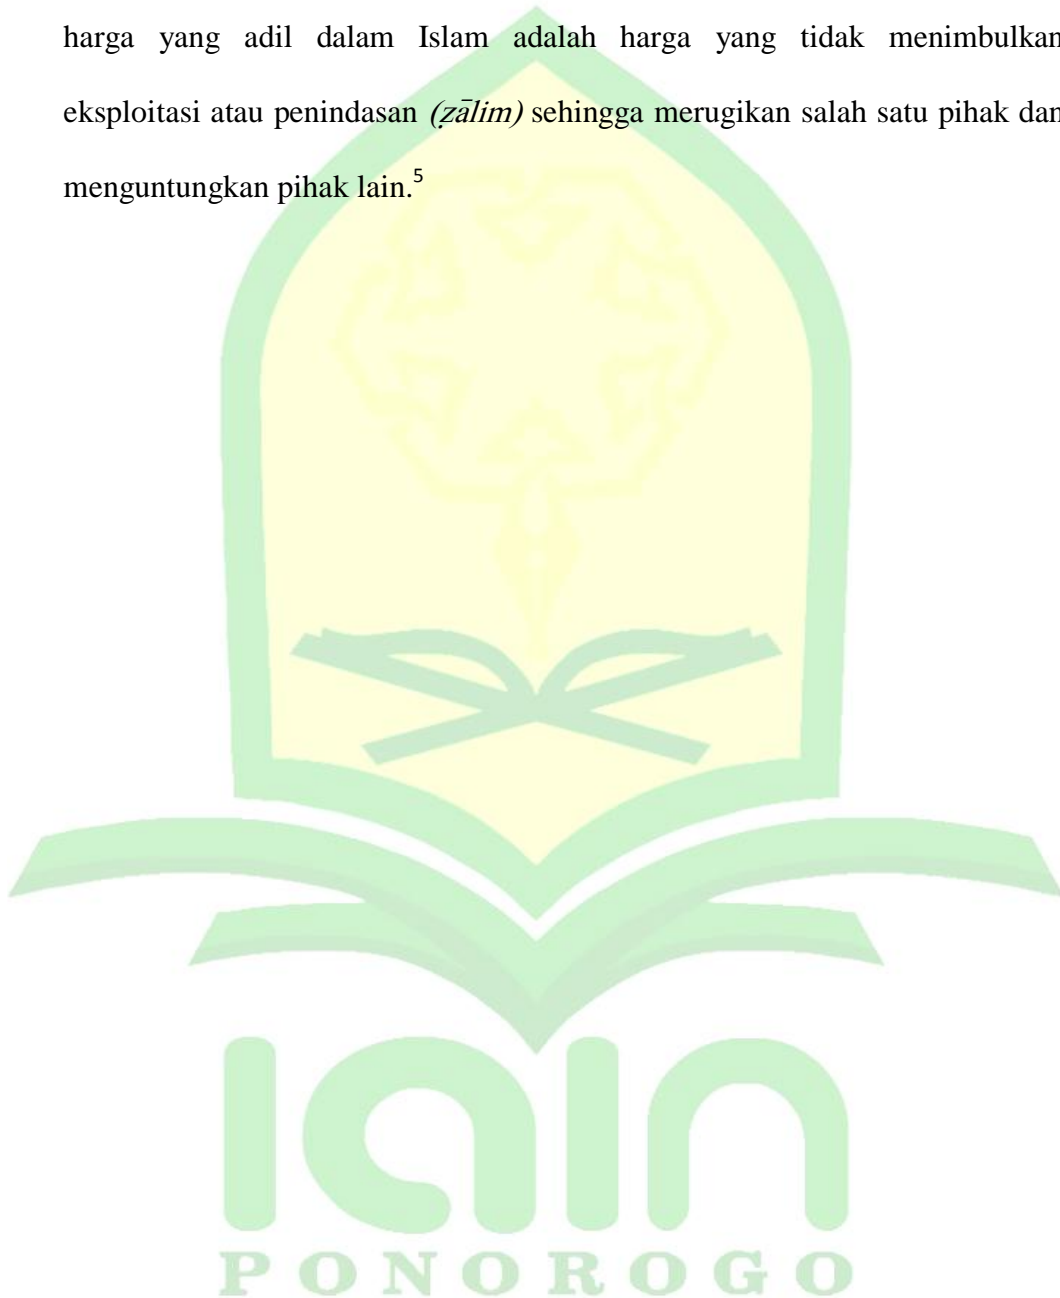 harga yang adil dalam Islam adalah harga yang tidak menimbulkan
eksploitasi atau penindasan (ẓālim) sehingga merugikan salah satu pihak dan
menguntungkan pihak lain.⁵
iain
PONOROGO